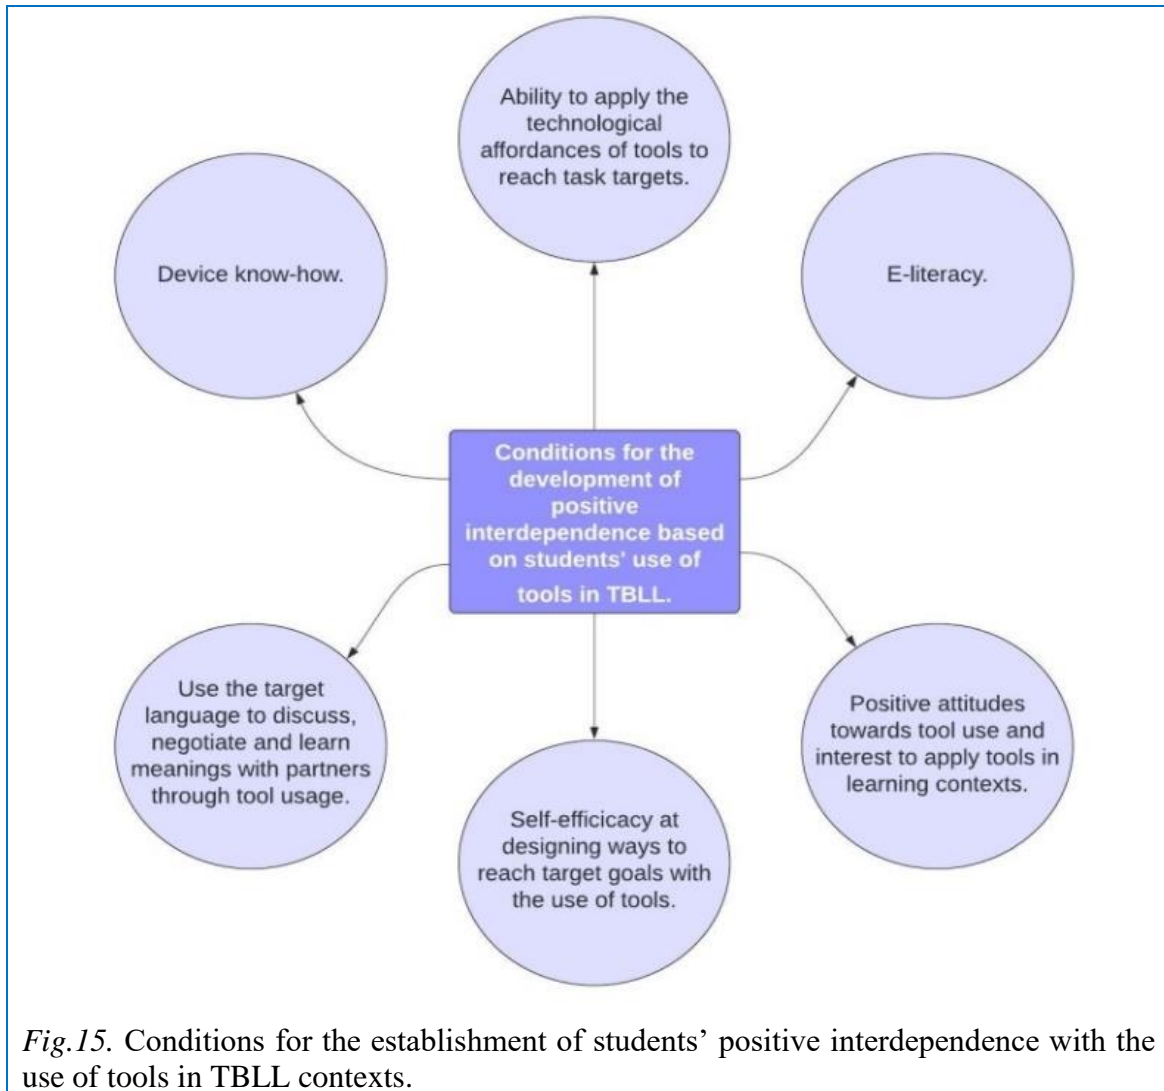 Ability to apply the
technological
affordances of tools to
reach task targets.
Device know-how.
E-literacy.
Conditions for the
development of
positive
interdependence based
on students' use of
tools in TBLL.
Use the target
language to discuss,
negotiate and learn
meanings with partners
through tool usage.
Positive attitudes
towards tool use and
interest to apply tools in
learning contexts.
Self-efficicacy at
designing ways to
reach target goals with
the use of tools.
Fig.15. Conditions for the establishment of students’ positive interdependence with the
use of tools in TBLL contexts.